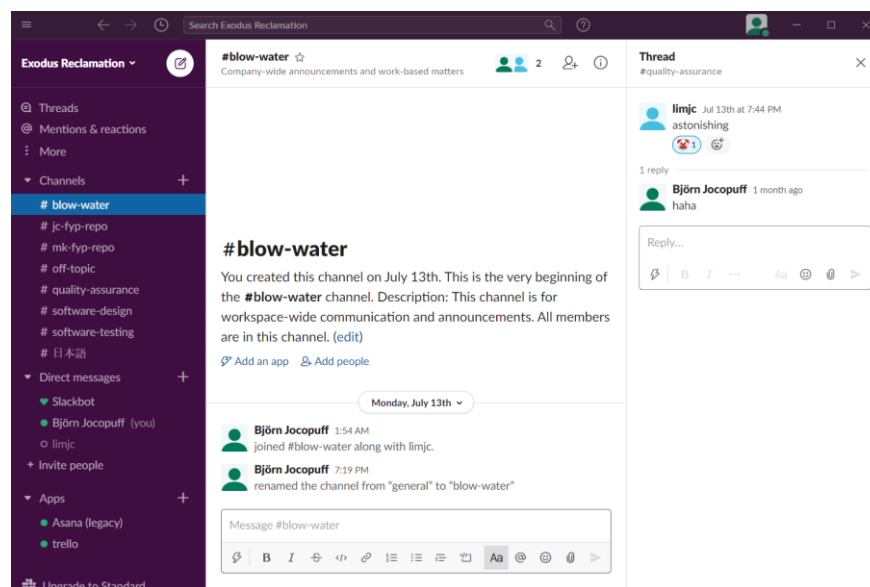 Search Exodus Reclamation
Exodus Reclamation
Threads
Mentions & reactions
More
Channels
# blow-water
# jc-fyp-repo
# mk-fyp-repo
# off-topic
# quality-assurance
# software-design
# software-testing
# 日本語
Direct messages
Slackbot
Björn Jocopuff (you)
limjc
+ Invite people
Apps
Asana (legacy)
trello
Upgrade to Standard
#blow-water
Company-wide announcements and work-based matters
2
#blow-water
You created this channel on July 13th. This is the very beginning of
the #blow-water channel. Description: This channel is for
workspace-wide communication and announcements. All members
are in this channel. (edit)
Add an app Add people
Monday, July 13th
Björn Jocopuff 1:54 AM
joined #blow-water along with limjc.
Björn Jocopuff 7:19 PM
renamed the channel from "general" to "blow-water"
Message #blow-water
B I S </> Aa @
Thread
#quality-assurance
limjc Jul 13th at 7:44 PM
astonishing
1
1 reply
Björn Jocopuff 1 month ago
haha
Reply...
B I ... Aa